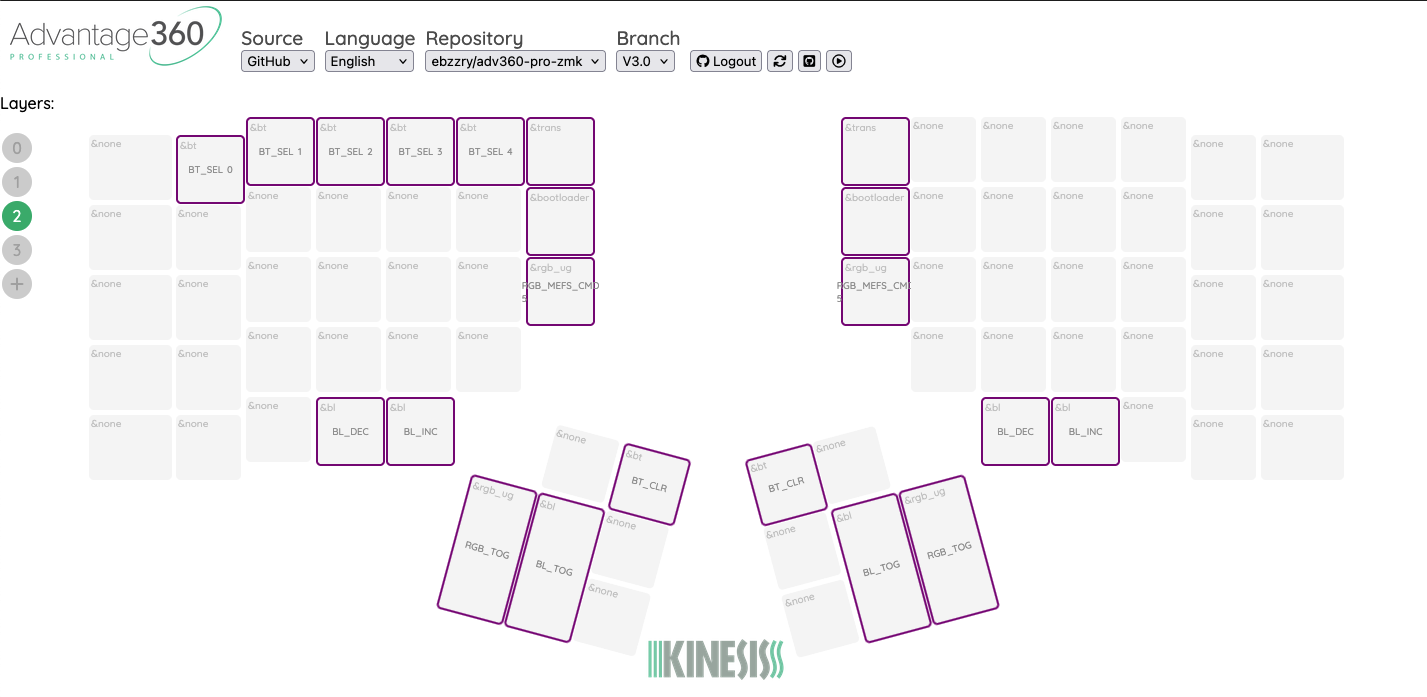 Advantage360
PROFESSIONAL
Source Language Repository Branch
GitHub English ebzzry/adv360-pro-zmk V3.0 Logout
Layers:
0
1
2
3
+
&none &bt &bt &bt &bt &bt &trans &trans &none &none &none &none &none &none
BT_SEL 0 BT_SEL 1 BT_SEL 2 BT_SEL 3 BT_SEL 4
&none &none &none &none &none &none &bootloader &bootloader &none &none &none &none &none &none
&none &none &none &none &none &none &rgb_ug &rgb_ug &none &none &none &none &none &none
RGB_MEFS_CMD RGB_MEFS_CMD
5 5
&none &none &none &none &none &none &none &none &none &none &none &none
&none &none &none &bl &bl &bl &bl &none &none &none
BL_DEC BL_INC BL_DEC BL_INC
&none &bt &bt &none
BT_CLR BT_CLR
&rgb_ug &bl &none &none &bl &rgb_ug
RGB_TOG BL_TOG BL_TOG RGB_TOG
&none &none
KINESIS